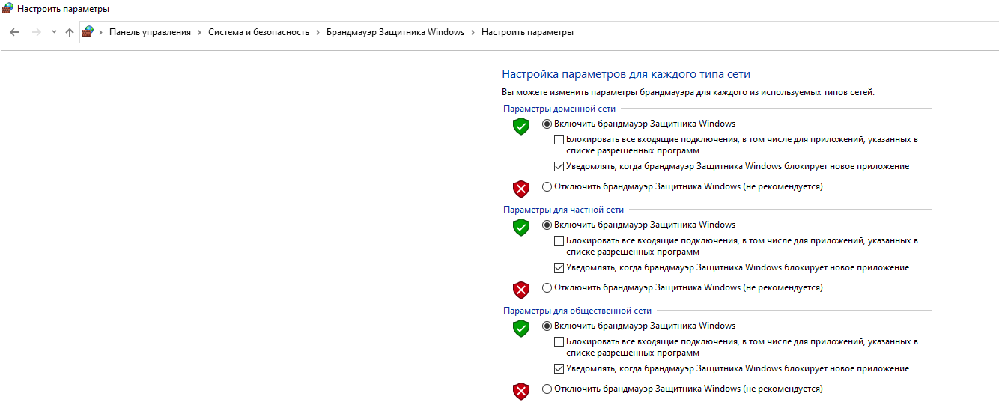 Настроить параметры
Панель управления
Система и безопасность
Брандмауэр Защитника Windows
Настроить параметры
Настройка параметров для каждого типа сети
Вы можете изменить параметры брандмауэра для каждого из используемых типов сетей.
Параметры доменной сети
Включить брандмауэр Защитника Windows
Блокировать все входящие подключения, в том числе для приложений, указанных в
списке разрешенных программ
Уведомлять, когда брандмауэр Защитника Windows блокирует новое приложение
Отключить брандмауэр Защитника Windows (не рекомендуется)
Параметры для частной сети
Включить брандмауэр Защитника Windows
Блокировать все входящие подключения, в том числе для приложений, указанных в
списке разрешенных программ
Уведомлять, когда брандмауэр Защитника Windows блокирует новое приложение
Отключить брандмауэр Защитника Windows (не рекомендуется)
Параметры для общественной сети
Включить брандмауэр Защитника Windows
Блокировать все входящие подключения, в том числе для приложений, указанных в
списке разрешенных программ
Уведомлять, когда брандмауэр Защитника Windows блокирует новое приложение
Отключить брандмауэр Защитника Windows (не рекомендуется)